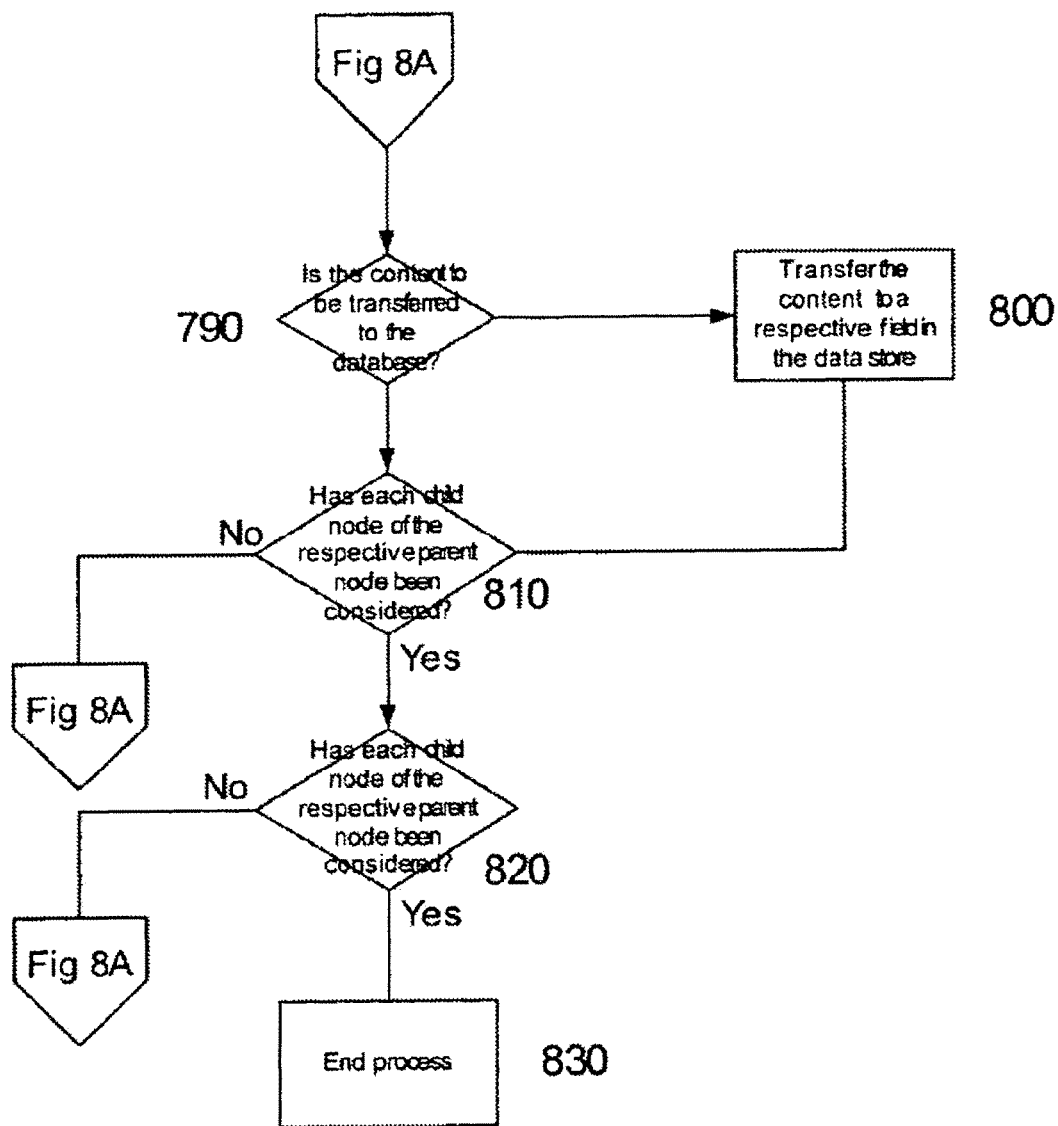 Fig 8A
Is the content to
be transferred
to the
database?
790
Transfer the
content to a
respective field in
the data store
800
Has each child
node of the
respective parent
node been
considered?
No
810
Yes
Fig 8A
Has each child
node of the
respective parent
node been
considered?
No
820
Yes
Fig 8A
End process
830